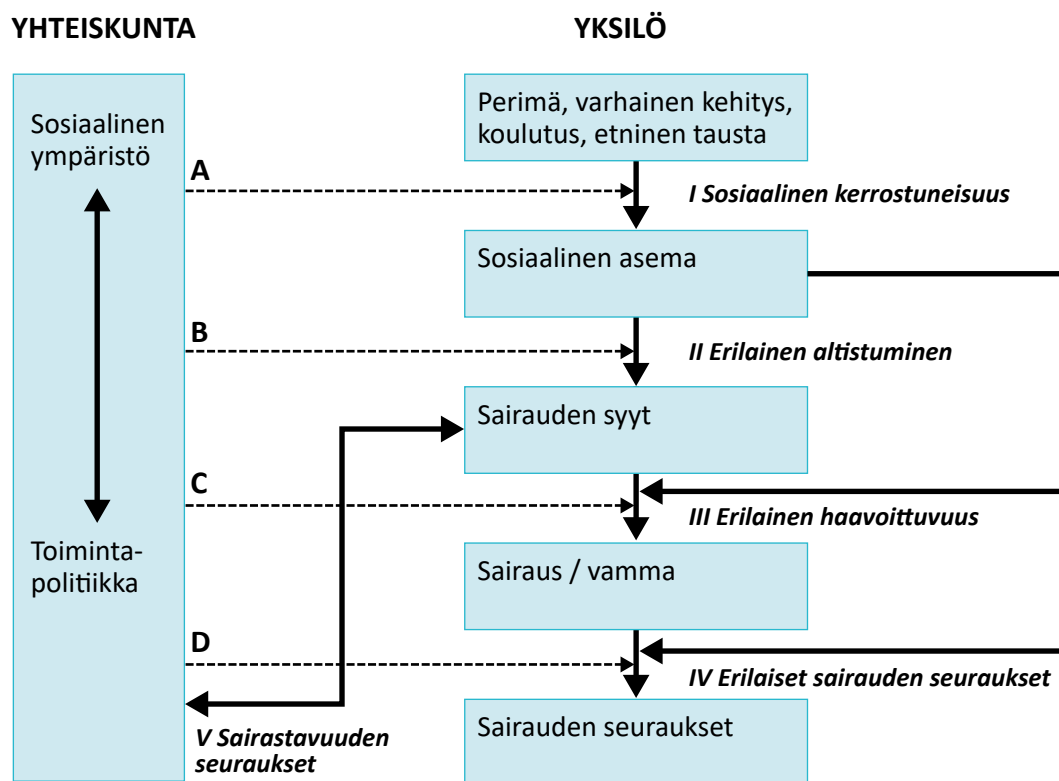 YHTEISKUNTA
YKSILÖ
Sosiaalinen
ympäristö
Perimä, varhainen kehitys,
koulutus, etninen tausta
A
I Sosiaalinen kerrostuneisuus
Sosiaalinen asema
B
II Erilainen altistuminen
Sairauden syyt
C
III Erilainen haavoittuvuus
Toiminta-
politiikka
Sairaus / vamma
D
IV Erilaiset sairauden seuraukset
V Sairastavuuden
seuraukset
Sairauden seuraukset